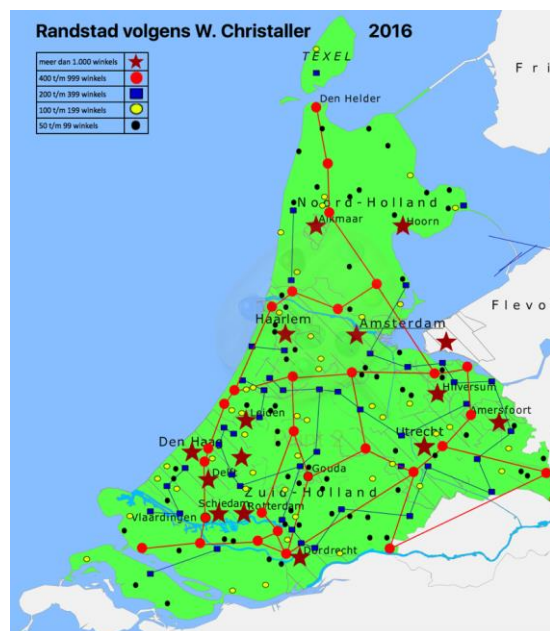 Randstad volgens W. Christaller 2016
meer dan 1.000 winkels
400 t/m 999 winkels
200 t/m 399 winkels
100 t/m 199 winkels
50 t/m 99 winkels
TEXEL
Fri
Den Helder
Noord-Holland
Alkmaar
Hoorn
Flevo
Haarlem
Amsterdam
Hilversum
Leiden
Amersfoort
Den Haag
Utrecht
Delft
Gouda
Zuid-Holland
Schiedam
Rotterdam
Vlaardingen
Dordrecht